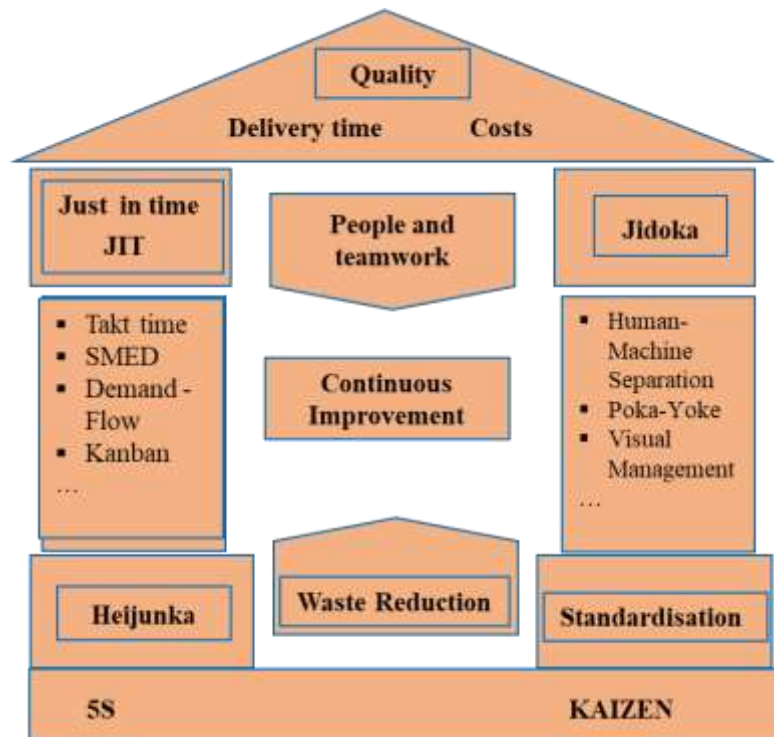 Quality
Delivery time Costs
Just in time
JIT
People and
teamwork
Jidoka
▪ Takt time
▪ SMED
▪ Demand -
Flow
▪ Kanban
…
Continuous
Improvement
▪ Human-
Machine
Separation
▪ Poka-Yoke
▪ Visual
Management
…
Heijunka
Waste Reduction
Standardisation
5S KAIZEN